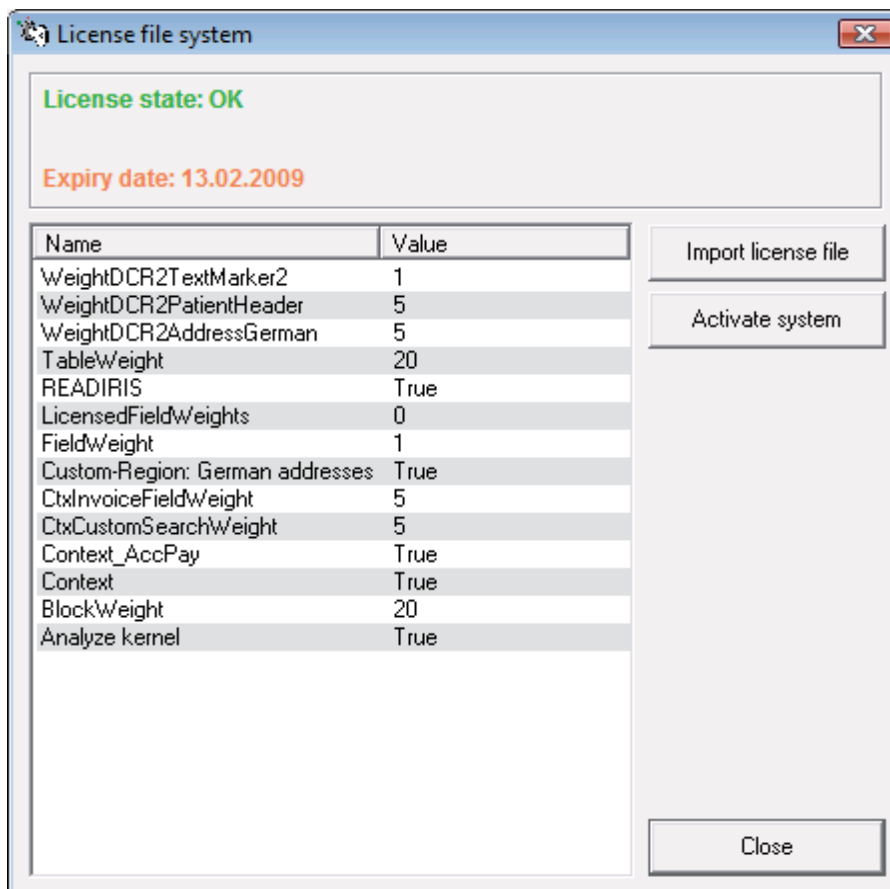 License file system
License state: OK
Expiry date: 13.02.2009
Name Value
WeightDCR2TextMarker2 1
WeightDCR2PatientHeader 5
WeightDCR2AddressGerman 5
TableWeight 20
READIRIS True
LicensedFieldWeights 0
FieldWeight 1
Custom-Region: German addresses True
CtxInvoiceFieldWeight 5
CtxCustomSearchWeight 5
Context_AccPay True
Context True
BlockWeight 20
Analyze kernel True
Import license file
Activate system
Close